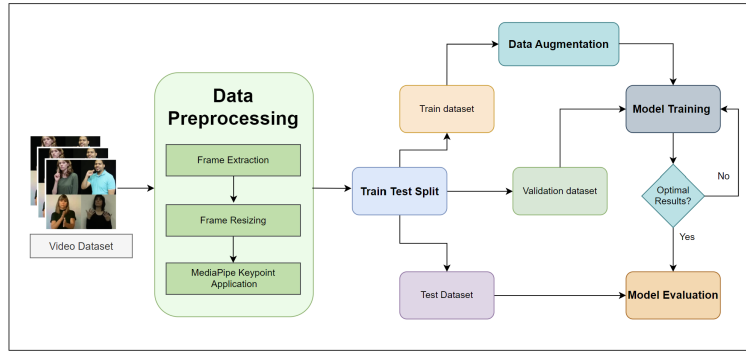 Data
Preprocessing
Frame Extraction
Frame Resizing
MediaPipe Keypoint
Application
Video Dataset
Train Test Split
Train dataset
Data Augmentation
Validation dataset
Test Dataset
Model Training
Optimal
Results?
No
Yes
Model Evaluation